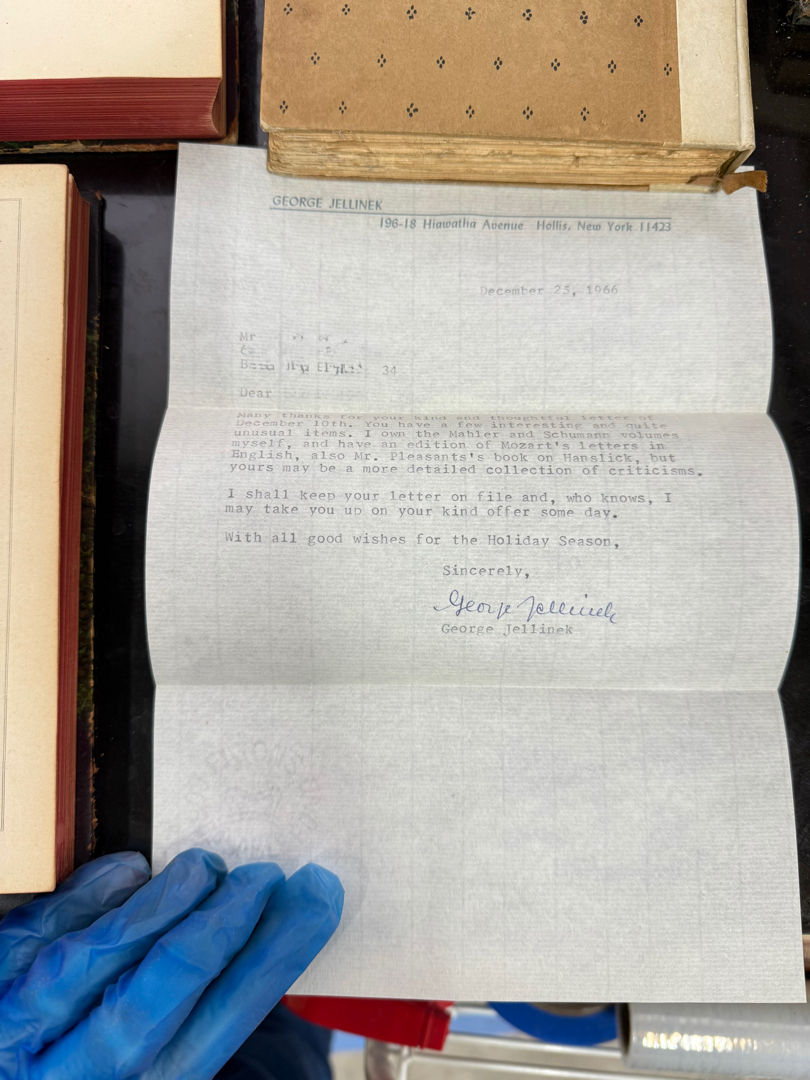 GEORGE JELLINEK
196-18 Hiawatha Avenue Hollis, New York 11423
December 25, 1966
Mr
34
Dear
Many thanks for your kind and thoughtful letter of
December 10th. You have a few interesting and quite
unusual items. I own the Mahler and Schumann volumes
myself, and have an edition of Mozart's letters in
English, also Mr. Pleasants's book on Hanslick, but
yours may be a more detailed collection of criticisms.
I shall keep your letter on file and, who knows, I
may take you up on your kind offer some day.
With all good wishes for the Holiday Season,
Sincerely,
George Jellinek
George Jellinek